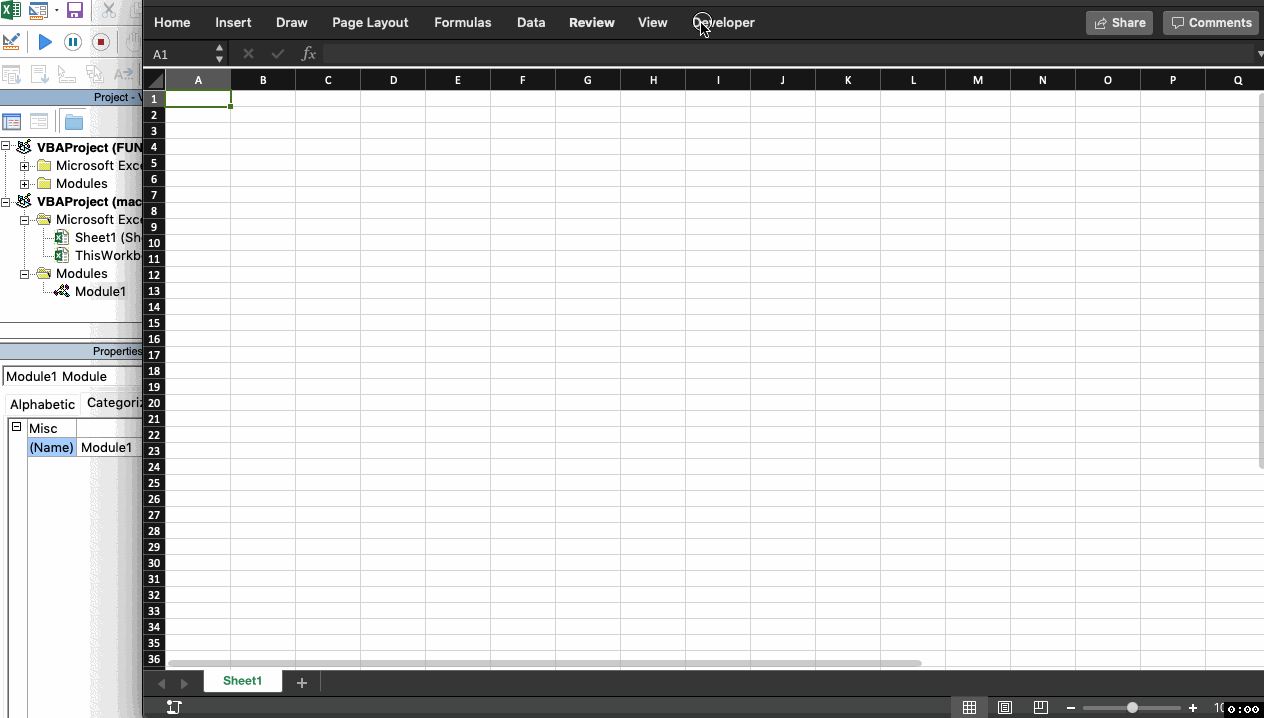 Home Insert Draw Page Layout Formulas Data Review View Developer Share Comments
A1 fx
A B C D E F G H I J K L M N O P Q
1
2
3
4
5
6
7
8
9
10
11
12
13
14
15
16
17
18
19
20
21
22
23
24
25
26
27
28
29
30
31
32
33
34
35
36
Project - V
VBAProject (FUN
Microsoft Exce
Modules
VBAProject (mac
Microsoft Exce
Sheet1 (Sh
ThisWorkb
Modules
Module1
Properties
Module1 Module
Alphabetic Categoriz
Misc
(Name) Module1
Sheet1 +
10
0:00